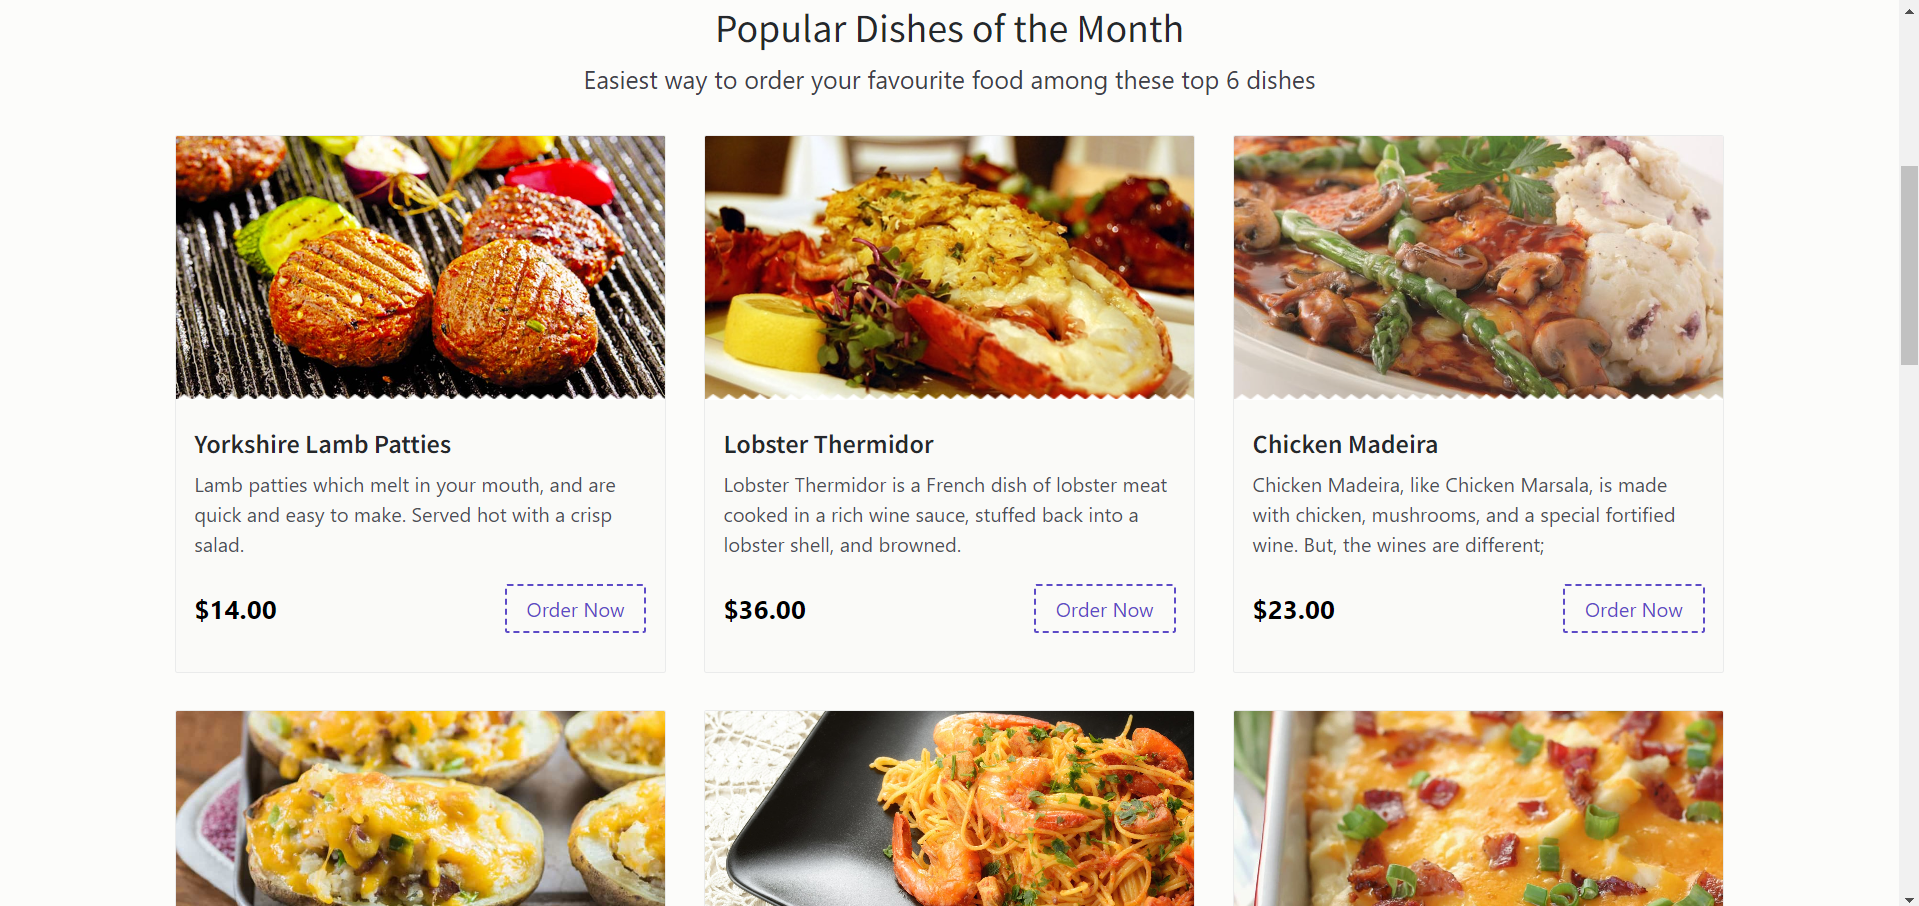 Popular Dishes of the Month
Easiest way to order your favourite food among these top 6 dishes
Yorkshire Lamb Patties
Lamb patties which melt in your mouth, and are
quick and easy to make. Served hot with a crisp
salad.
$14.00
Order Now
Lobster Thermidor
Lobster Thermidor is a French dish of lobster meat
cooked in a rich wine sauce, stuffed back into a
lobster shell, and browned.
$36.00
Order Now
Chicken Madeira
Chicken Madeira, like Chicken Marsala, is made
with chicken, mushrooms, and a special fortified
wine. But, the wines are different;
$23.00
Order Now